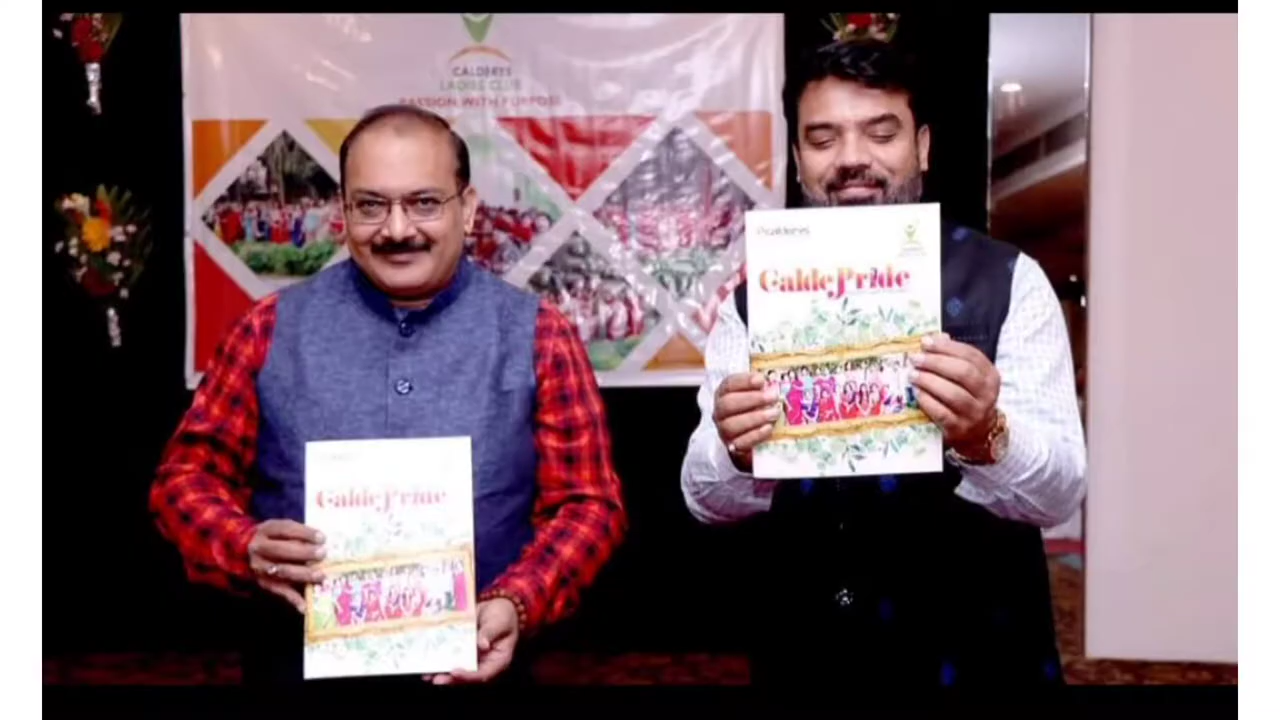 CALDERYS
LADIES CLUB
PASSION WITH PURPOSE
calderys
CaldePride
CaldePride